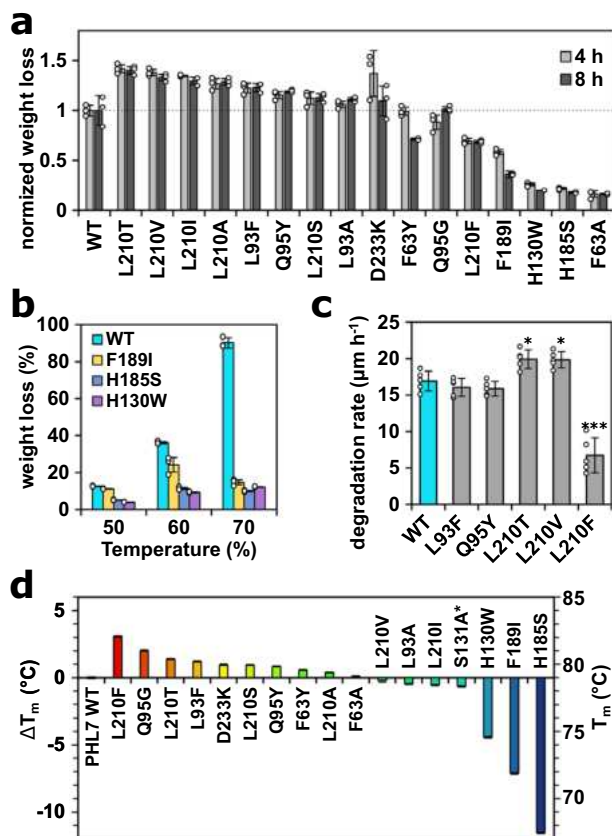 a
normized weight loss
1.5
1
0.5
0
4 h
8 h
WT
L210T
L210V
L210I
L210A
L93F
Q95Y
L210S
L93A
D233K
F63Y
Q95G
L210F
F189I
H130W
H185S
F63A
b
weight loss (%)
100
80
60
40
20
0
WT
F189I
H185S
H130W
50
60
70
Temperature (%)
c
degradation rate (µm h⁻¹)
25
20
15
10
5
0
* * ***
WT
L93F
Q95Y
L210T
L210V
L210F
d
ΔTₘ (°C)
5
0
-5
-10
PHL7 WT
L210F
Q95G
L210T
L93F
D233K
L210S
Q95Y
F63Y
L210A
F63A
L210V
L93A
L210I
S131A*
H130W
F189I
H185S
85
80
75
70
Tₘ (°C)